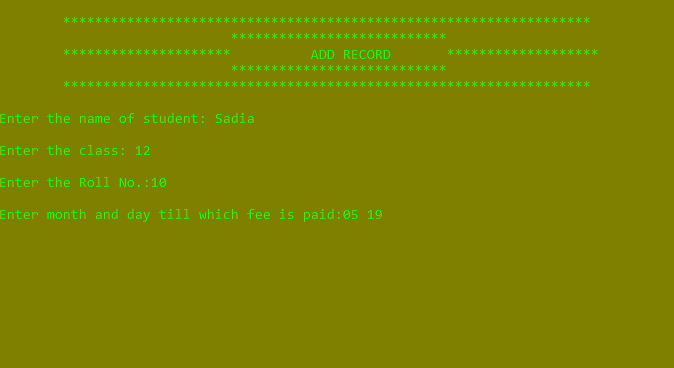 ******************************************************************
***************************
********************* ADD RECORD *******************
***************************
******************************************************************
Enter the name of student: Sadia
Enter the class: 12
Enter the Roll No.:10
Enter month and day till which fee is paid:05 19